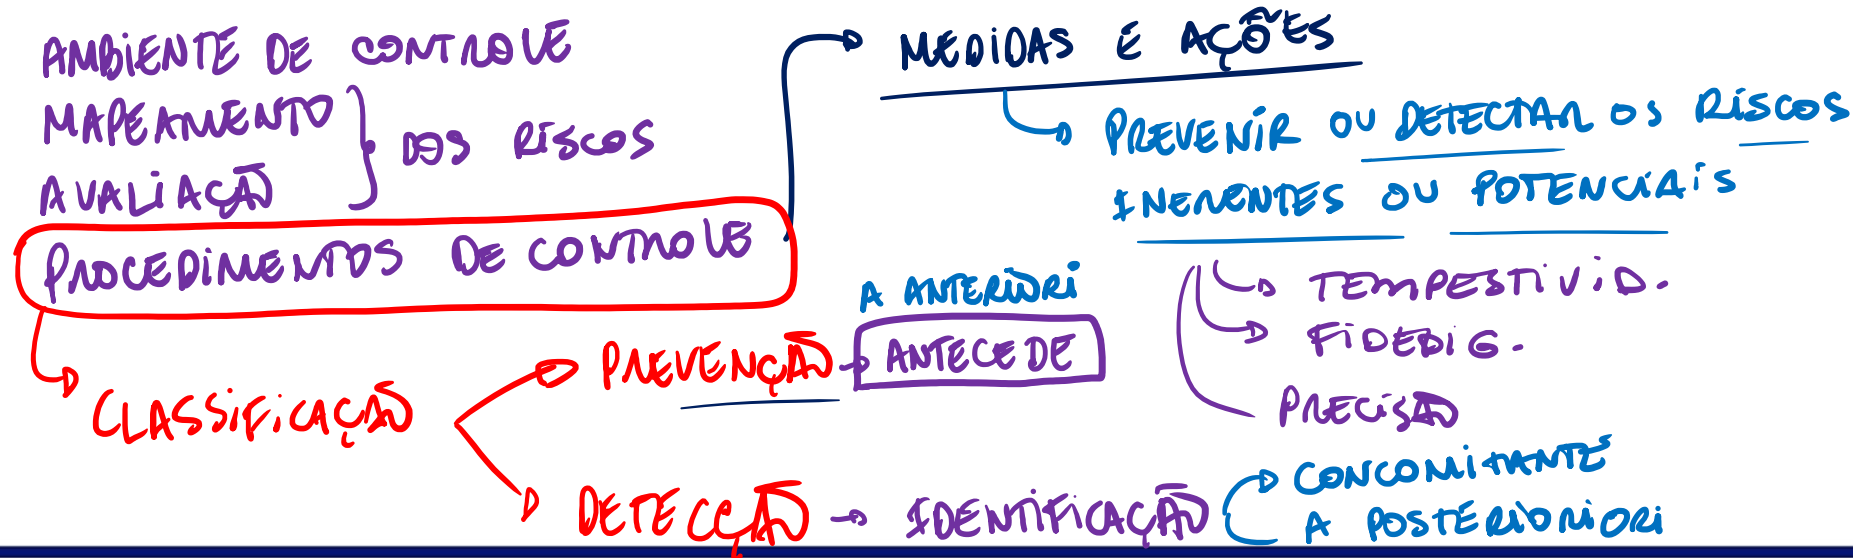 AMBIENTE DE CONTROLE
MAPEAMENTO
AVALIAÇÃO
DOS RISCOS
PROCEDIMENTOS DE CONTROLE
MEDIDAS E AÇÕES
PREVENIR OU DETECTAR OS RISCOS
INERENTES OU POTENCIAIS
TEMPESTIVID.
FIDEDIG.
PRECISÃO
CLASSIFICAÇÃO
PREVENÇÃO
A ANTERIORI
ANTECEDE
DETECÇÃO
IDENTIFICAÇÃO
CONCOMITANTE
A POSTERIORIORI